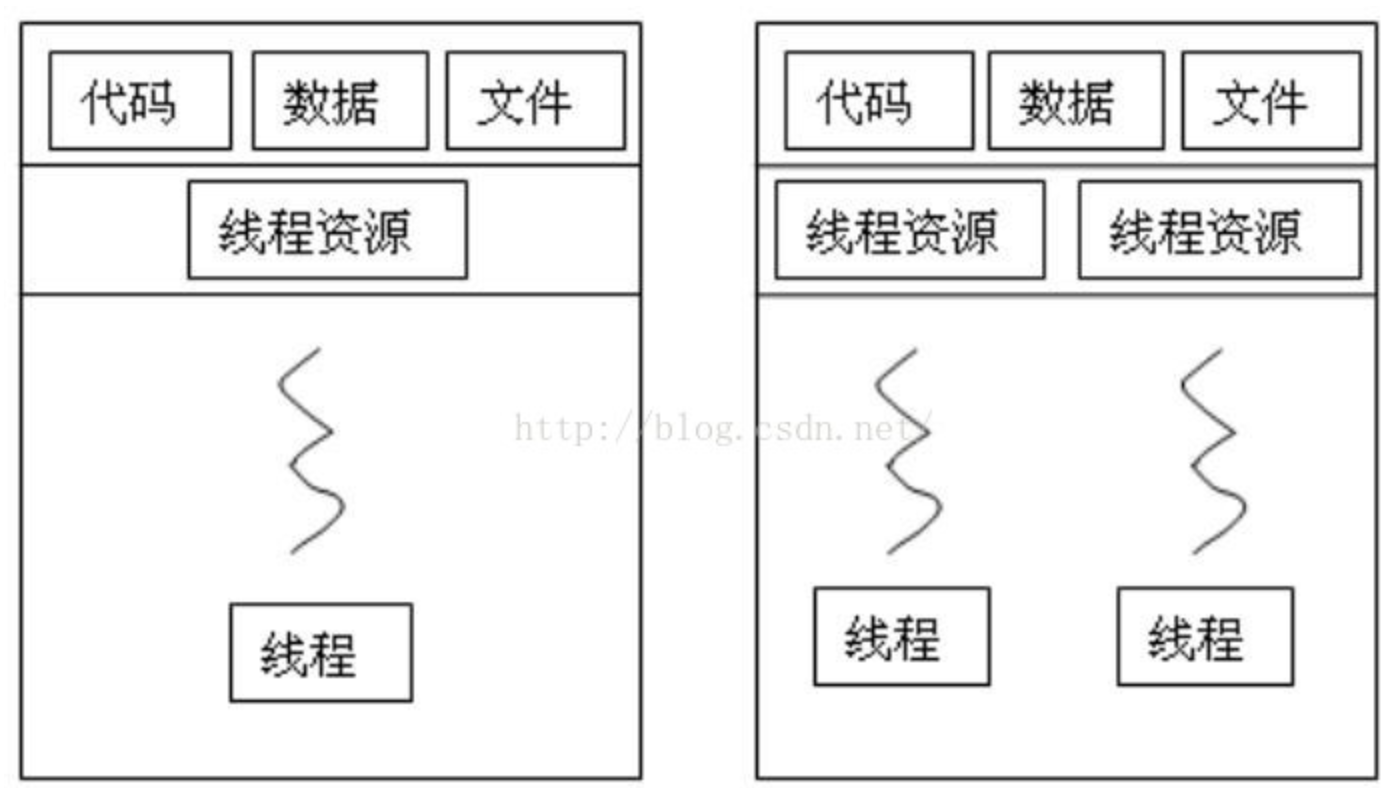 代码 数据 文件 代码 数据 文件
线程资源 线程资源 线程资源
http://blog.csdn.net/
线程 线程 线程